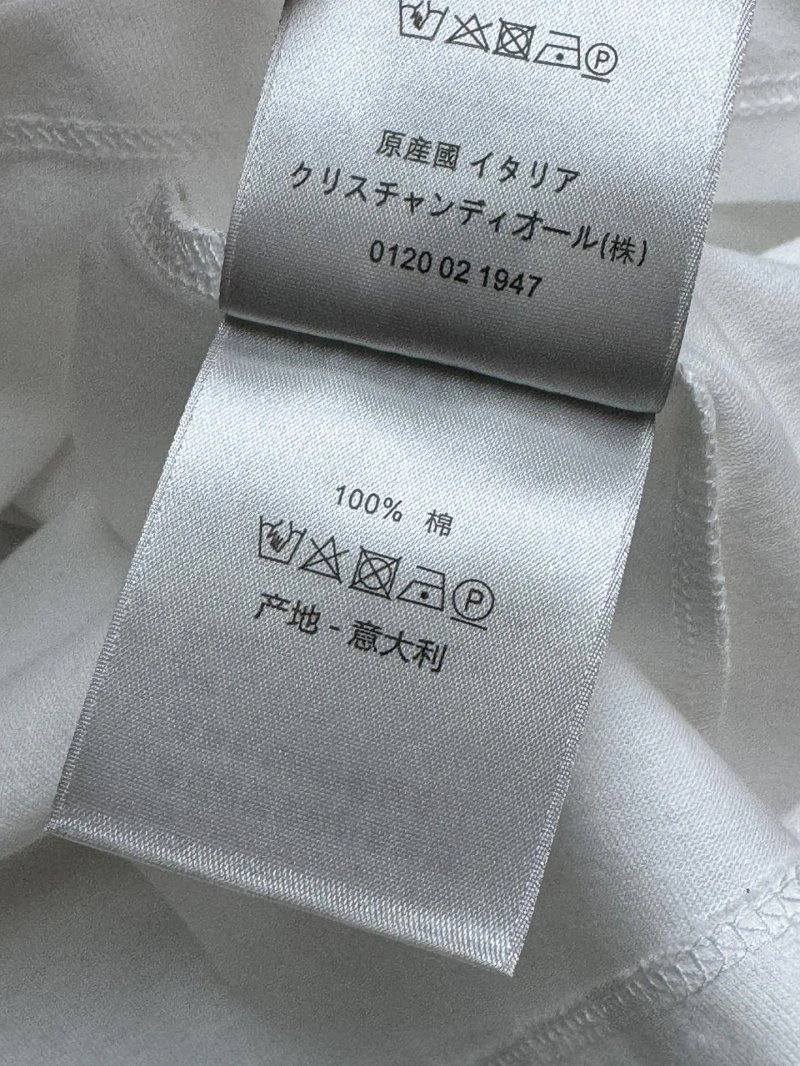 P
原産國 イタリア
クリスチャンディオール(株)
0120 02 1947
100% 棉
P
产地 - 意大利